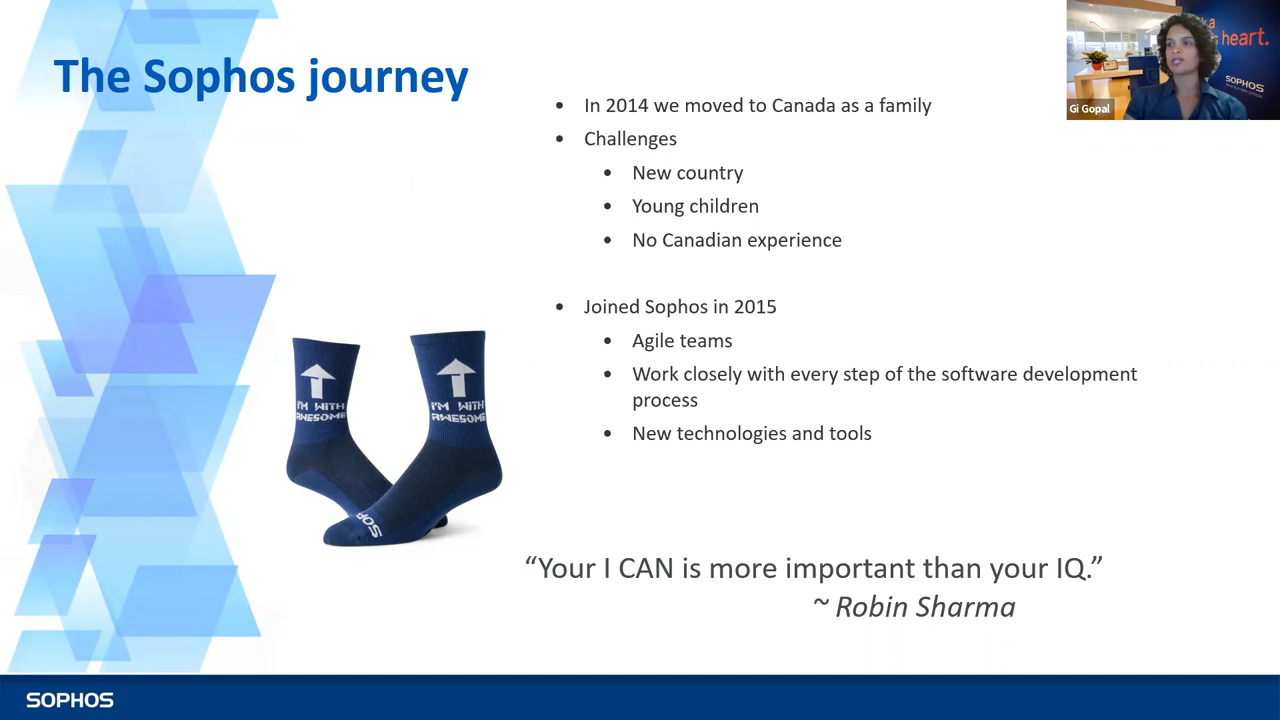 The Sophos journey
In 2014 we moved to Canada as a family
Challenges
New country
Young children
No Canadian experience
Joined Sophos in 2015
Agile teams
Work closely with every step of the software development
process
New technologies and tools
I'M WITH
AWESOME
I'M WITH
AWESOME
SOPHOS
“Your I CAN is more important than your IQ.”
~ Robin Sharma
a
heart.
SOPHOS
Gi Gopal
SOPHOS